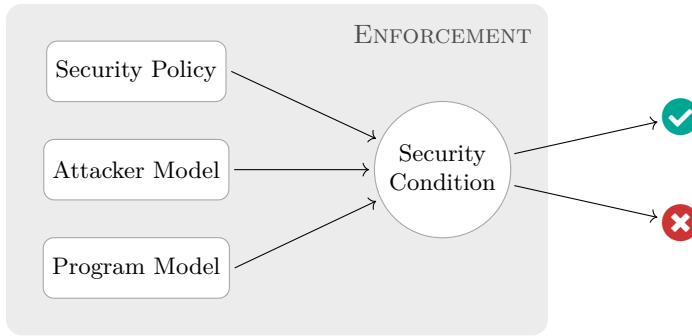 ENFORCEMENT
Security Policy
Attacker Model
Program Model
Security
Condition